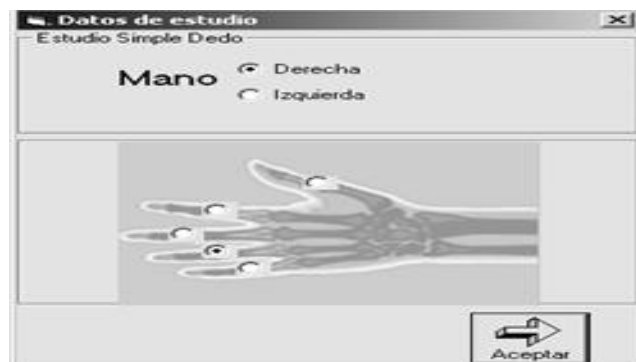 Datos de estudio
Estudio Simple Dedo
Mano
Derecha
Izquierda
Aceptar